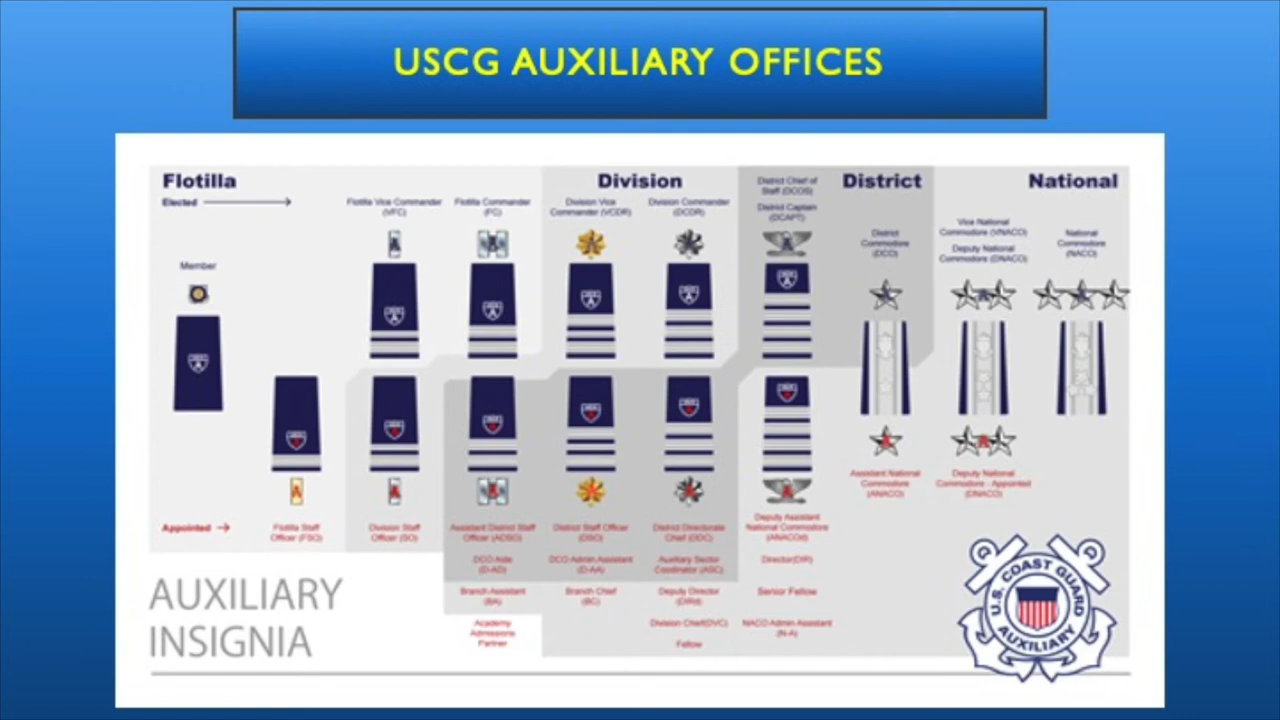 USCG AUXILIARY OFFICES
Flotilla
Division
District
National
Elected
Flotilla Vice Commander
(VFC)
Flotilla Commander
(FC)
Division Vice
Commander (VCDR)
Division Commander
(DCDR)
District Chief of
Staff (DCOS)
District Captain
(DCAPT)
District
Commodore
(DCO)
Vice National
Commodore (VNACO)
Deputy National
Commodore (DNACO)
National
Commodore
(NACO)
Member
Appointed
Flotilla Staff
Officer (FSO)
Division Staff
Officer (SO)
Assistant District Staff
Officer (ADSO)
DCO Aide
(D-AD)
Branch Assistant
(BA)
Academy
Admissions
Partner
District Staff Officer
(DSO)
DCO Admin Assistant
(D-AA)
Branch Chief
(BC)
District Directorate
Chief (DDC)
Auxiliary Sector
Coordinator (ASC)
Deputy Director
(DIRd)
Division Chief(DVC)
Fellow
Deputy Assistant
National Commodore
(ANACOd)
Director(DIR)
Senior Fellow
NACO Admin Assistant
(N-A)
Assistant National
Commodore
(ANACO)
Deputy National
Commodore - Appointed
(DNACO)
AUXILIARY
INSIGNIA
U.S. COAST GUARD
AUXILIARY